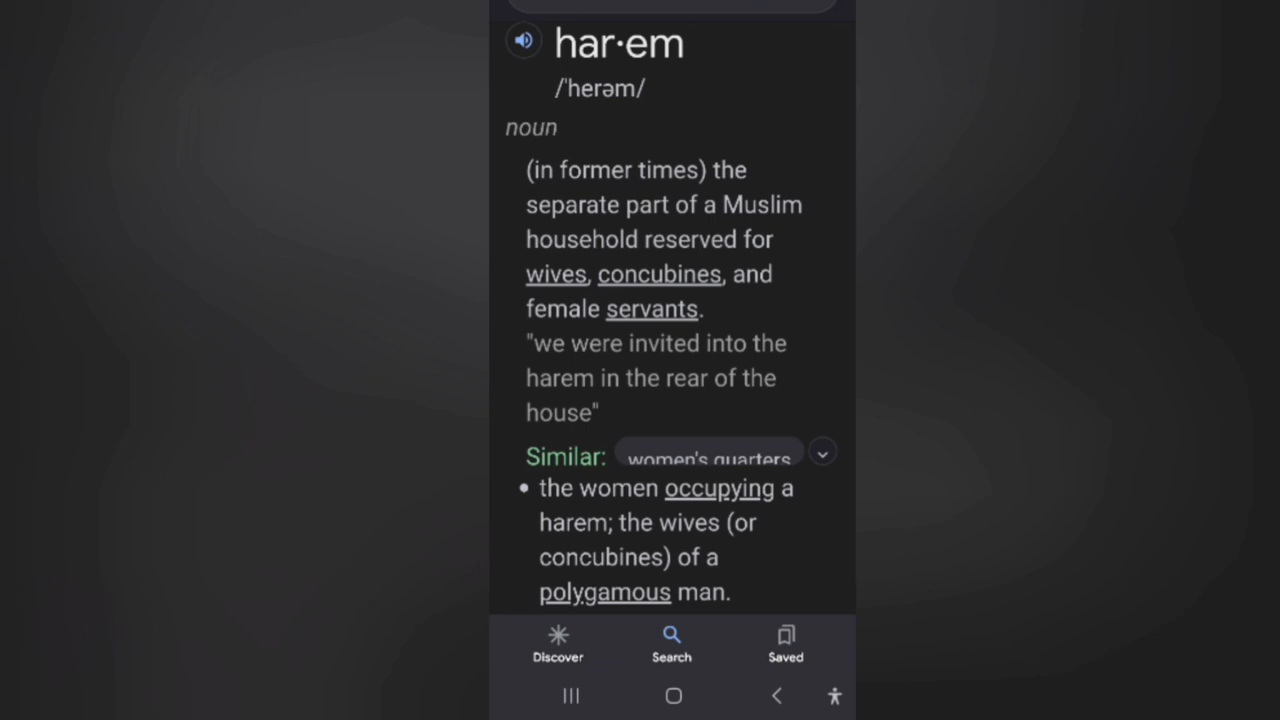 har·em
/ˈherəm/
noun
(in former times) the
separate part of a Muslim
household reserved for
wives, concubines, and
female servants.
"we were invited into the
harem in the rear of the
house"
Similar: women's quarters
• the women occupying a
harem; the wives (or
concubines) of a
polygamous man.
Discover Search Saved